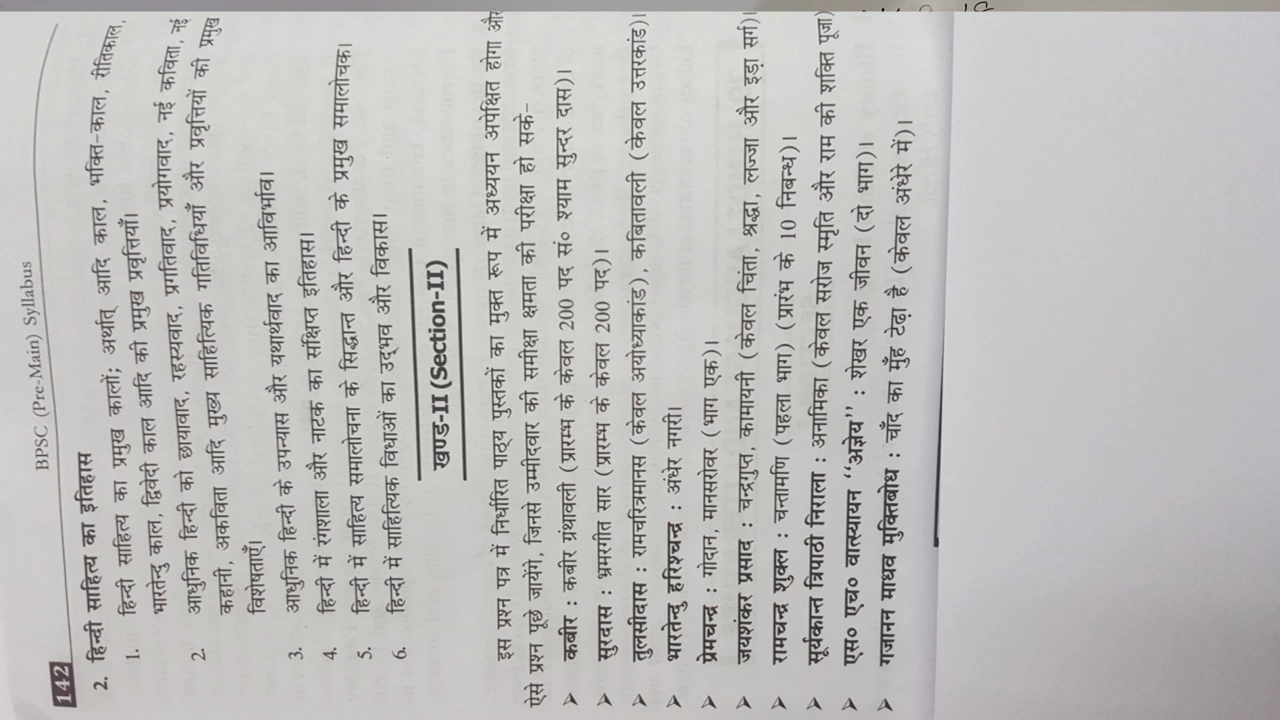 142
BPSC (Pre-Main) Syllabus
2. हिन्दी साहित्य का इतिहास
1. हिन्दी साहित्य का प्रमुख कालों; अर्थात् आदि काल, भक्ति-काल, रीतिकाल,
भारतेन्दु काल, द्विवेदी काल आदि की प्रमुख प्रवृत्तियाँ।
2. आधुनिक हिन्दी को छायावाद, रहस्यवाद, प्रगतिवाद, प्रयोगवाद, नई कविता, नई
कहानी, अकविता आदि मुख्य साहित्यिक गतिविधियाँ और प्रवृत्तियों की प्रमुख
विशेषताएँ।
3. आधुनिक हिन्दी के उपन्यास और यथार्थवाद का आविर्भाव।
4. हिन्दी में रंगशाला और नाटक का संक्षिप्त इतिहास।
5. हिन्दी में साहित्य समालोचना के सिद्धान्त और हिन्दी के प्रमुख समालोचक।
6. हिन्दी में साहित्यिक विधाओं का उद्भव और विकास।
खण्ड-II (Section-II)
इस प्रश्न पत्र में निर्धारित पाठ्य पुस्तकों का मुक्त रूप में अध्ययन अपेक्षित होगा और
ऐसे प्रश्न पूछे जायेंगे, जिनसे उम्मीदवार की समीक्षा क्षमता की परीक्षा हो सके–
➢ कबीर : कबीर ग्रंथावली (प्रारम्भ के केवल 200 पद सं० श्याम सुन्दर दास)।
➢ सुरदास : भ्रमरगीत सार (प्रारम्भ के केवल 200 पद)।
➢ तुलसीदास : रामचरित्रमानस (केवल अयोध्याकांड), कबितावली (केवल उत्तरकांड)।
➢ भारतेन्दु हरिश्चन्द्र : अंधेर नगरी।
➢ प्रेमचन्द्र : गोदान, मानसरोवर (भाग एक)।
➢ जयशंकर प्रसाद : चन्द्रगुप्त, कामायनी (केवल चिंता, श्रद्धा, लज्जा और इड़ा सर्ग)।
➢ रामचन्द्र शुक्ल : चन्तामणि (पहला भाग) (प्रारंभ के 10 निबन्ध)।
➢ सूर्यकान्त त्रिपाठी निराला : अनामिका (केवल सरोज स्मृति और राम की शक्ति पूजा)
➢ एस० एच० वात्स्यायन "अज्ञेय" : शेखर एक जीवन (दो भाग)।
➢ गजानन माधव मुक्तिबोध : चाँद का मुँह टेढ़ा है (केवल अंधेरे में)।